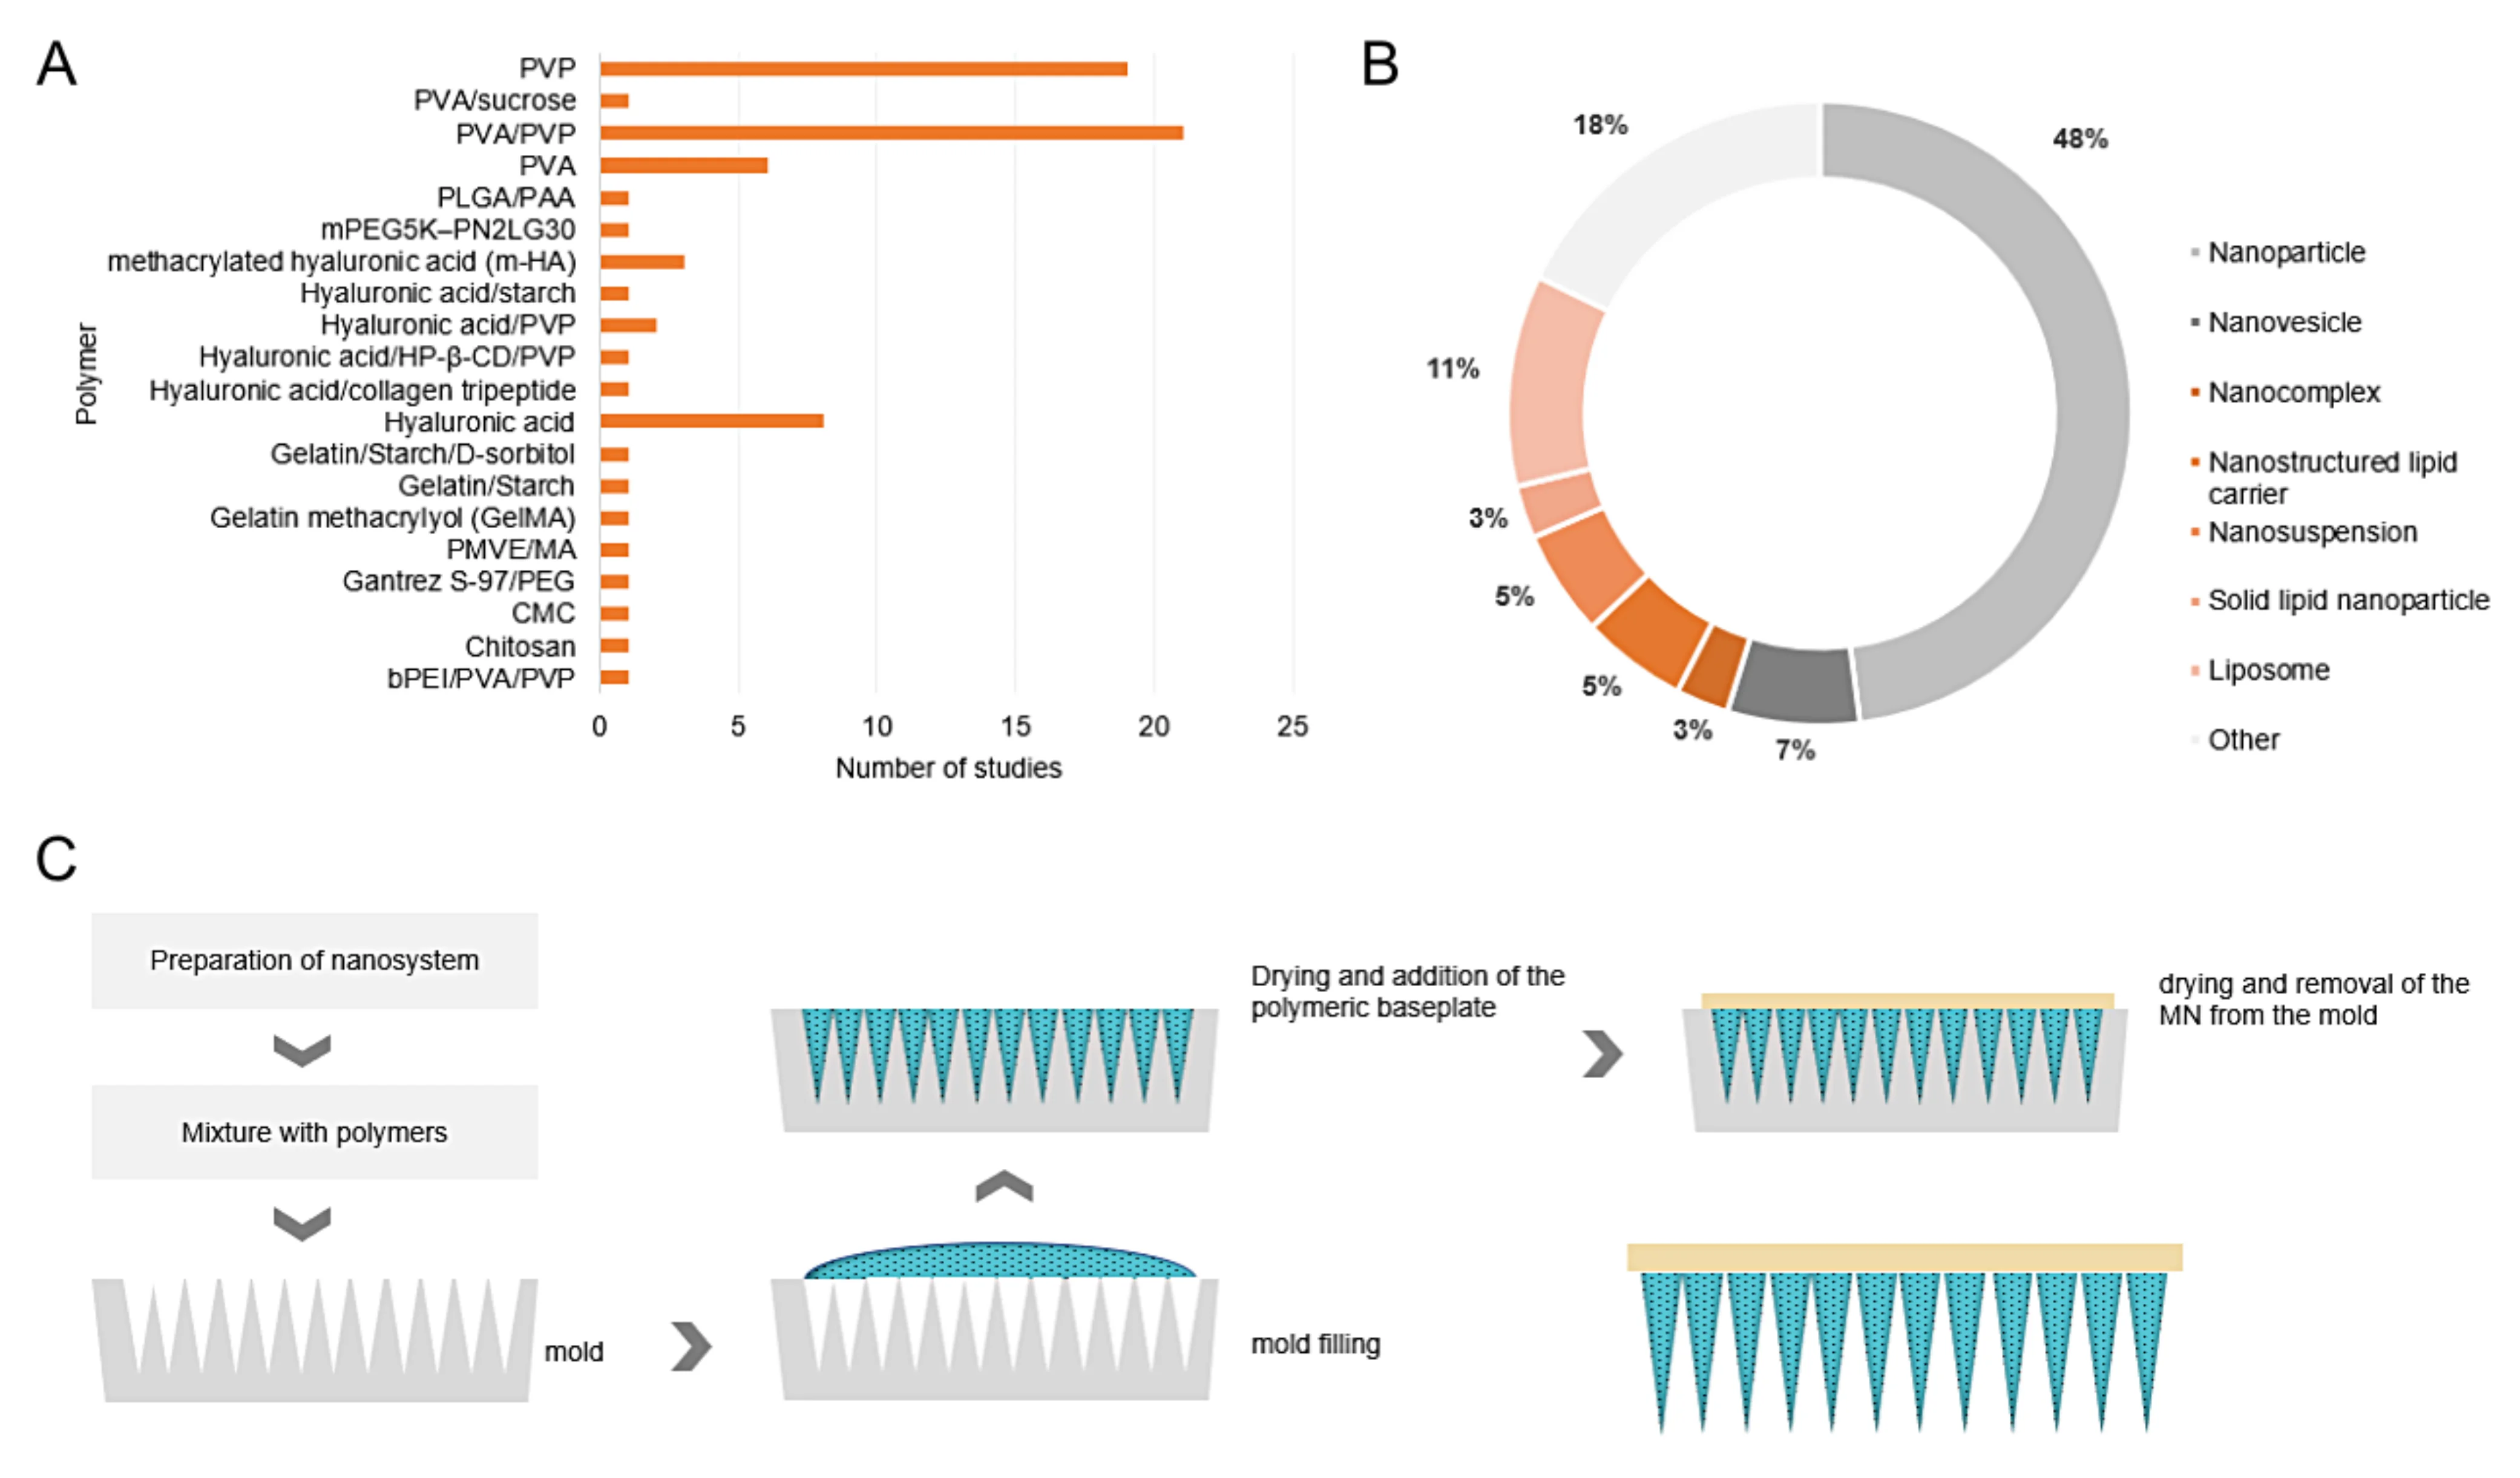 A
PVP
PVA/sucrose
PVA/PVP
PVA
PLGA/PAA
mPEG5K–PN2LG30
methacrylated hyaluronic acid (m-HA)
Hyaluronic acid/starch
Hyaluronic acid/PVP
Hyaluronic acid/HP-β-CD/PVP
Hyaluronic acid/collagen tripeptide
Hyaluronic acid
Gelatin/Starch/D-sorbitol
Gelatin/Starch
Gelatin methacrylyol (GelMA)
PMVE/MA
Gantrez S-97/PEG
CMC
Chitosan
bPEI/PVA/PVP
Polymer
0 5 10 15 20 25
Number of studies
B
18%
48%
11%
3%
5%
5%
3%
7%
Nanoparticle
Nanovesicle
Nanocomplex
Nanostructured lipid
carrier
Nanosuspension
Solid lipid nanoparticle
Liposome
Other
C
Preparation of nanosystem
Mixture with polymers
mold
mold filling
Drying and addition of the
polymeric baseplate
drying and removal of the
MN from the mold